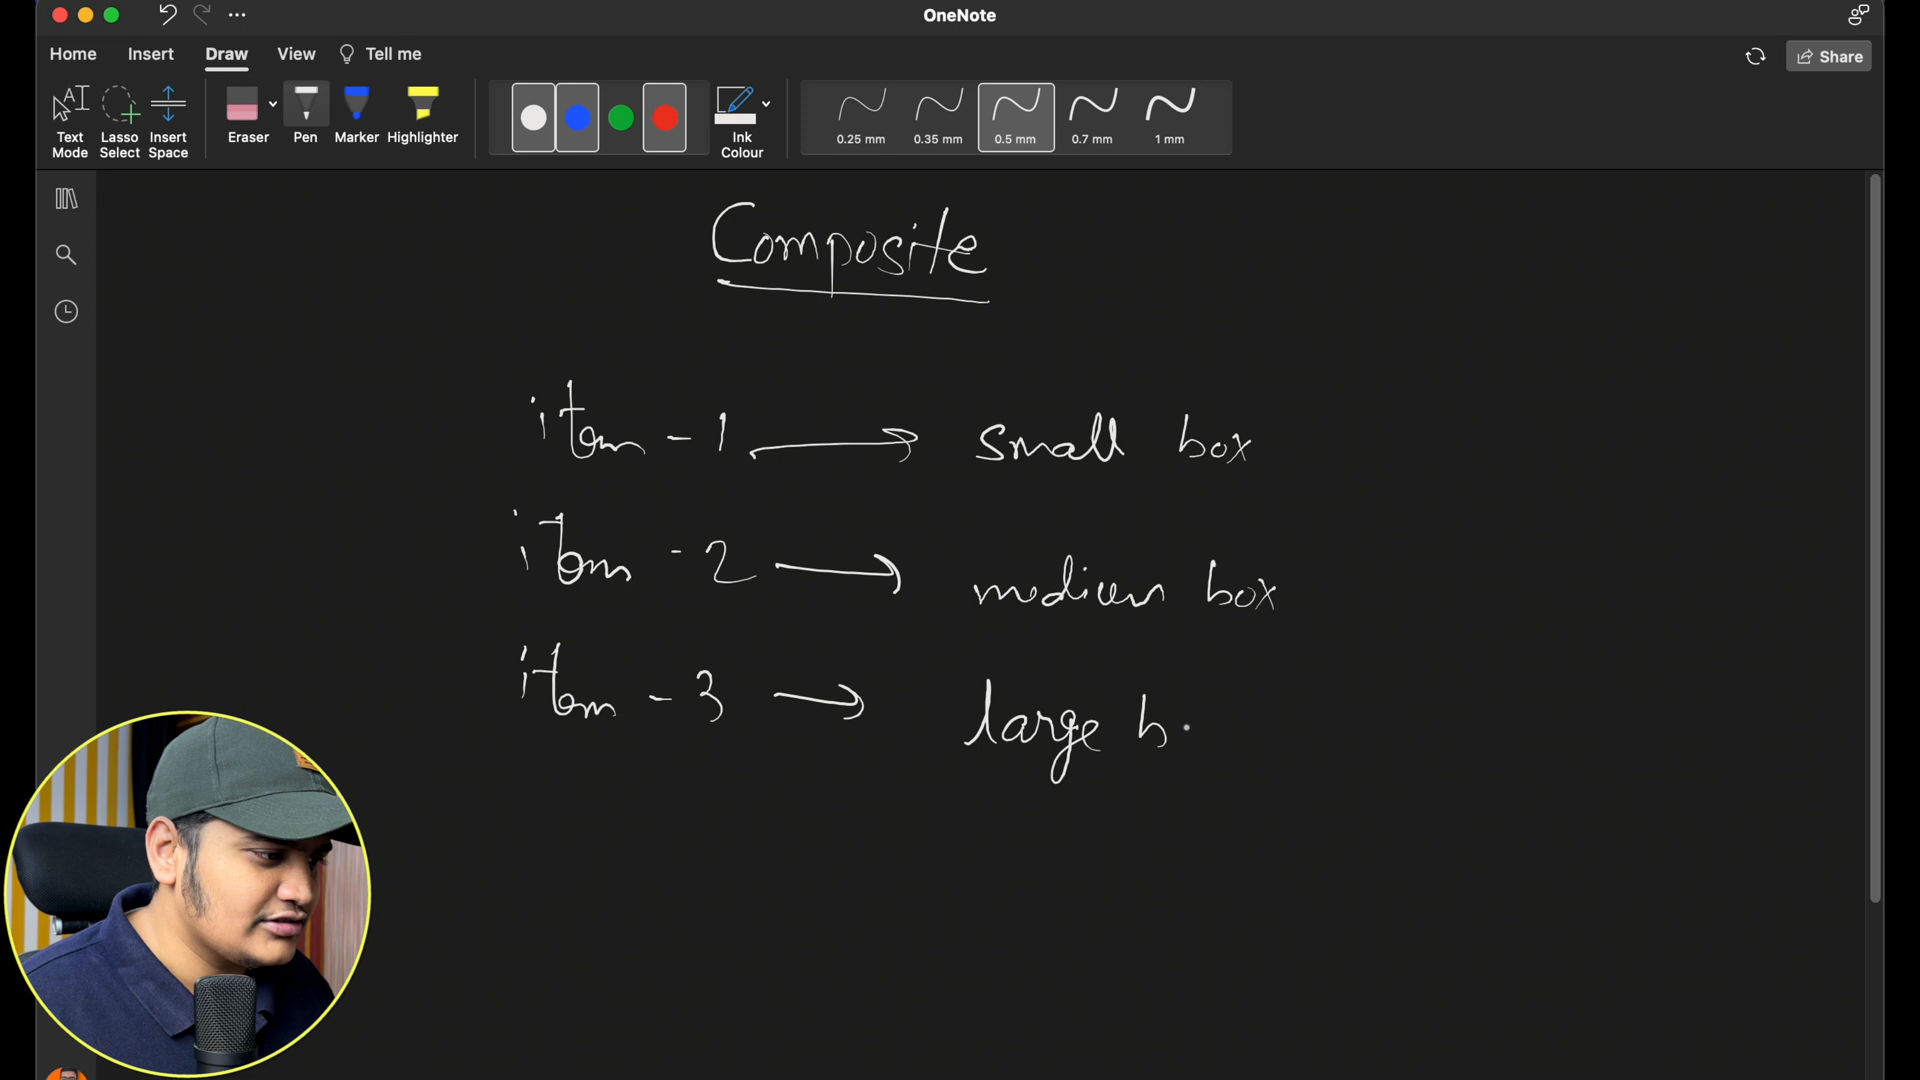 OneNote
Home Insert Draw View Tell me
Share
Text Mode
Lasso Select
Insert Space
Eraser
Pen
Marker
Highlighter
Ink Colour
0.25 mm
0.35 mm
0.5 mm
0.7 mm
1 mm
Composite
item - 1 → small box
item - 2 → medium box
item - 3 → large b